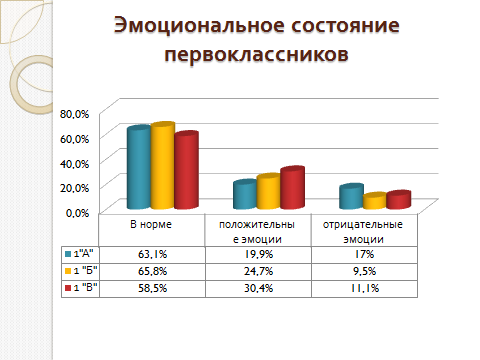 Эмоциональное состояние
первоклассников
80,0%
60,0%
40,0%
20,0%
0,0%
В норме положительны отрицательные
е эмоции эмоции
1"А" 63,1% 19,9% 17%
1 "Б" 65,8% 24,7% 9,5%
1 "В" 58,5% 30,4% 11,1%